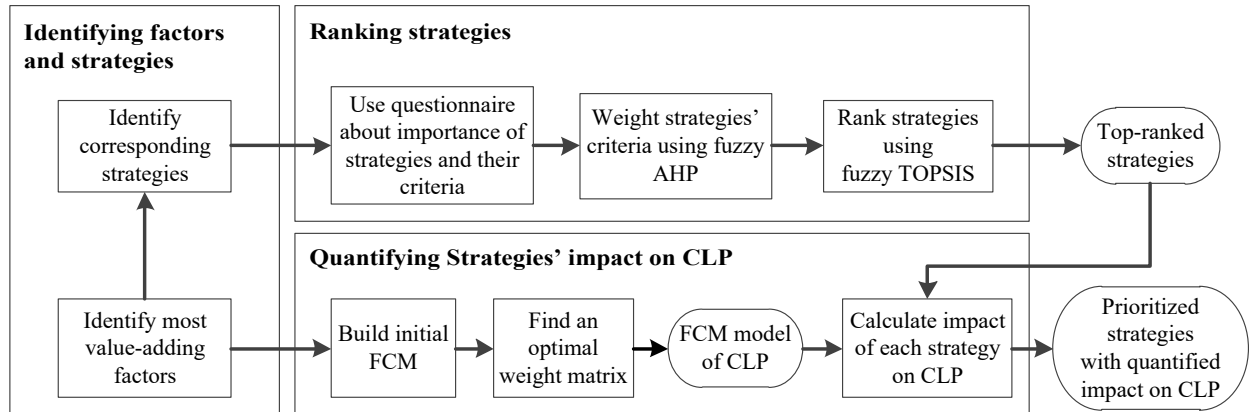 Identifying factors
and strategies
Identify
corresponding
strategies
Identify most
value-adding
factors
Ranking strategies
Use questionnaire
about importance of
strategies and their
criteria
Weight strategies’
criteria using fuzzy
AHP
Rank strategies
using
fuzzy TOPSIS
Top-ranked
strategies
Quantifying Strategies’ impact on CLP
Build initial
FCM
Find an
optimal
weight matrix
FCM model
of CLP
Calculate impact
of each strategy
on CLP
Prioritized
strategies
with quantified
impact on CLP